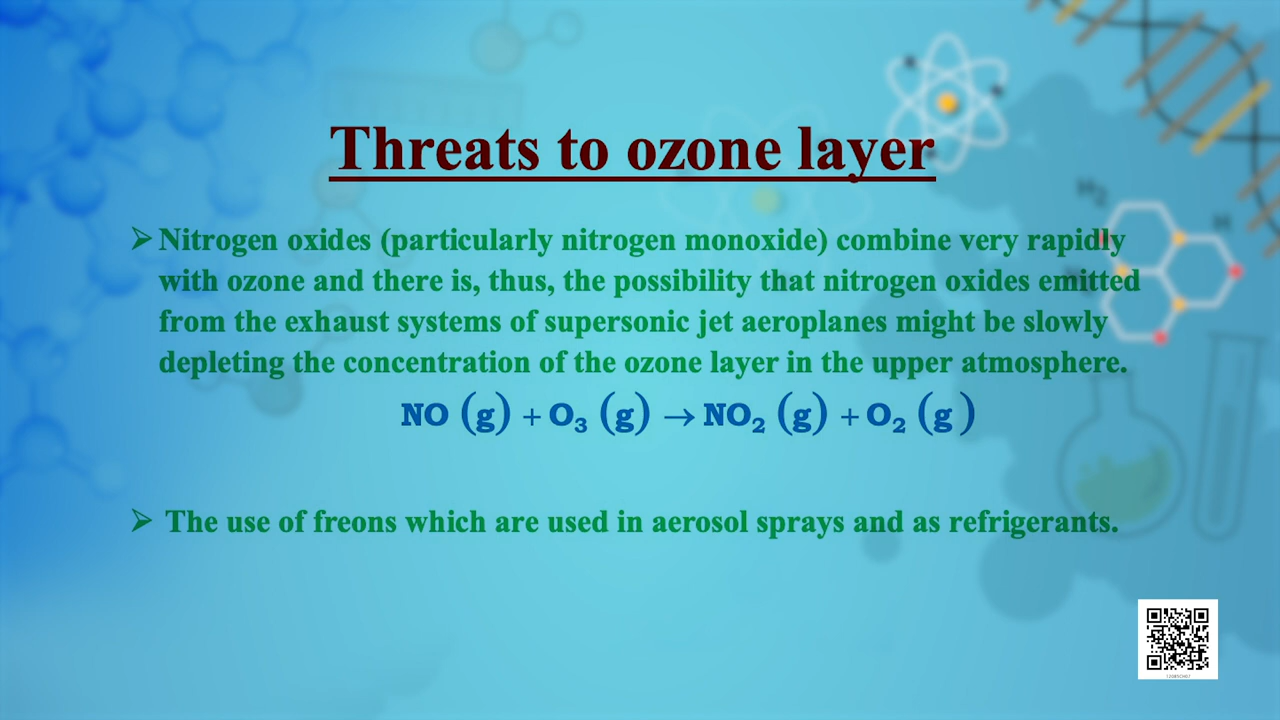 Threats to ozone layer
➢ Nitrogen oxides (particularly nitrogen monoxide) combine very rapidly
with ozone and there is, thus, the possibility that nitrogen oxides emitted
from the exhaust systems of supersonic jet aeroplanes might be slowly
depleting the concentration of the ozone layer in the upper atmosphere.
NO (g) + O₃ (g) → NO₂ (g) + O₂ (g )
➢ The use of freons which are used in aerosol sprays and as refrigerants.
H₂
H